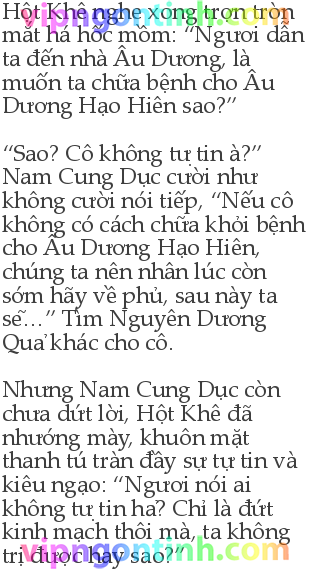 Hột Khê nghe xong trợn tròn
mắt há hốc mồm: “Ngươi dẫn
ta đến nhà Âu Dương, là
muốn ta chữa bệnh cho Âu
Dương Hạo Hiên sao?”

“Sao? Cô không tự tin à?”
Nam Cung Dục cười như
không cười nói tiếp, “Nếu cô
không có cách chữa khỏi bệnh
cho Âu Dương Hạo Hiên,
chúng ta nên nhân lúc còn
sớm hãy về phủ, sau này ta
sẽ...” Tìm Nguyên Dương
Quả khác cho cô.

Nhưng Nam Cung Dục còn
chưa dứt lời, Hột Khê đã
nhướng mày, khuôn mặt
thanh tú tràn đầy sự tự tin và
kiêu ngạo: “Ngươi nói ai
không tự tin ha? Chỉ là đứt
kinh mạch thôi mà, ta không
trị được hay sao?”
vipngontinh.com
vipngontinh.com